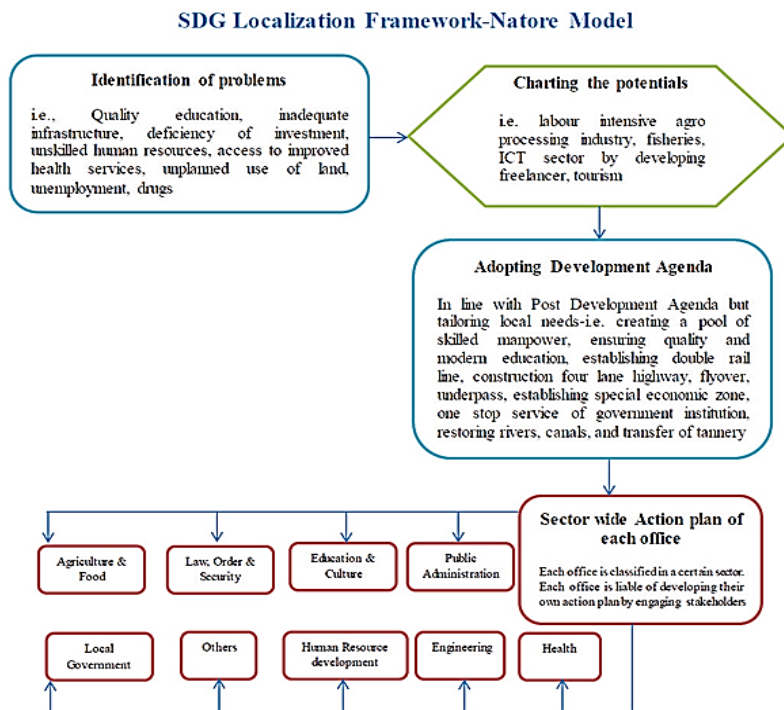 SDG Localization Framework-Natore Model
Identification of problems
i.e., Quality education, inadequate
infrastructure, deficiency of investment,
unskilled human resources, access to improved
health services, unplanned use of land,
unemployment, drugs
Charting the potentials
i.e. labour intensive agro
processing industry, fisheries,
ICT sector by developing
freelancer, tourism
Adopting Development Agenda
In line with Post Development Agenda but
tailoring local needs-i.e. creating a pool of
skilled manpower, ensuring quality and
modern education, establishing double rail
line, construction four lane highway, flyover,
underpass, establishing special economic zone,
one stop service of government institution,
restoring rivers, canals, and transfer of tannery
Sector wide Action plan of
each office
Each office is classified in a certain sector.
Each office is liable of developing their
own action plan by engaging stakeholders
Agriculture &
Food
Law, Order &
Security
Education &
Culture
Public
Administration
Local
Government
Others
Human Resource
development
Engineering
Health